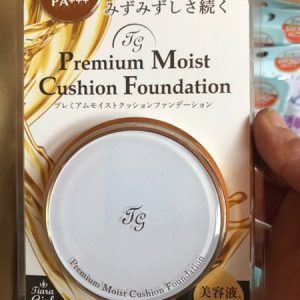 PA+++
みずみずしさ続く
TG
Premium Moist
Cushion Foundation
プレミアムモイストクッションファンデーション
TG
Premium Moist Cushion Foundation
Tiara
Girl
美容液